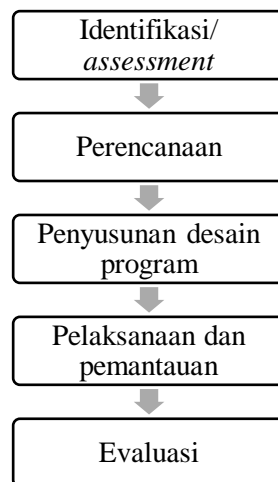 Identifikasi/
assessment
Perencanaan
Penyusunan desain
program
Pelaksanaan dan
pemantauan
Evaluasi